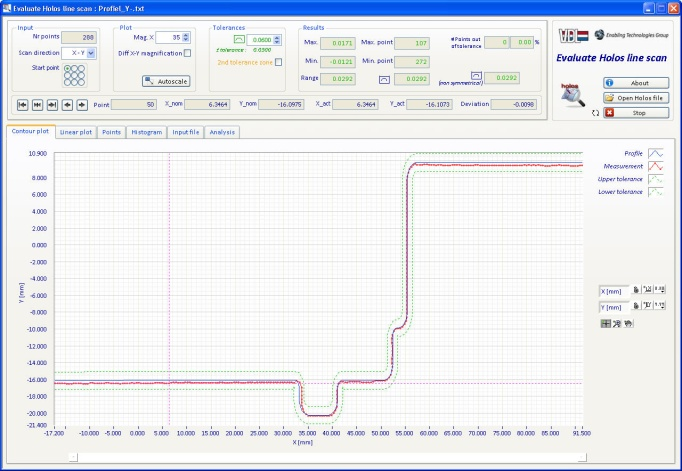 Evaluate Holos line scan : Profiel_Y-.txt
Input
Nr points 288
Scan direction X - Y
Start point
Plot
Mag. X 35
Diff X-Y magnification
Autoscale
Tolerances
0.0600
± tolerance : 0.0300
2nd tolerance zone
Results
Max. 0.0171 Max. point 107 # Points out of tolerance 0 0.00 %
Min. -0.0121 Min. point 272
Range 0.0292 0.0292 (non symmetrical) 0.0292
Enabling Technologies Group
Evaluate Holos line scan
holos
About
Open Holos file
Stop
Point 50 X_nom 6.3464 Y_nom -16.0975 X_act 6.3464 Y_act -16.1073 Deviation -0.0098
Contour plot Linear plot Points Histogram Input file Analysis
Profile
Measurement
Upper tolerance
Lower tolerance
10.900
8.000
6.000
4.000
2.000
0.000
-2.000
-4.000
-6.000
-8.000
-10.000
-12.000
-14.000
-16.000
-18.000
-20.000
-21.400
Y [mm]
-17.200 -10.000 -5.000 0.000 5.000 10.000 15.000 20.000 25.000 30.000 35.000 40.000 45.000 50.000 55.000 60.000 65.000 70.000 75.000 80.000 85.000 91.500
X [mm]
X [mm]
Y [mm]